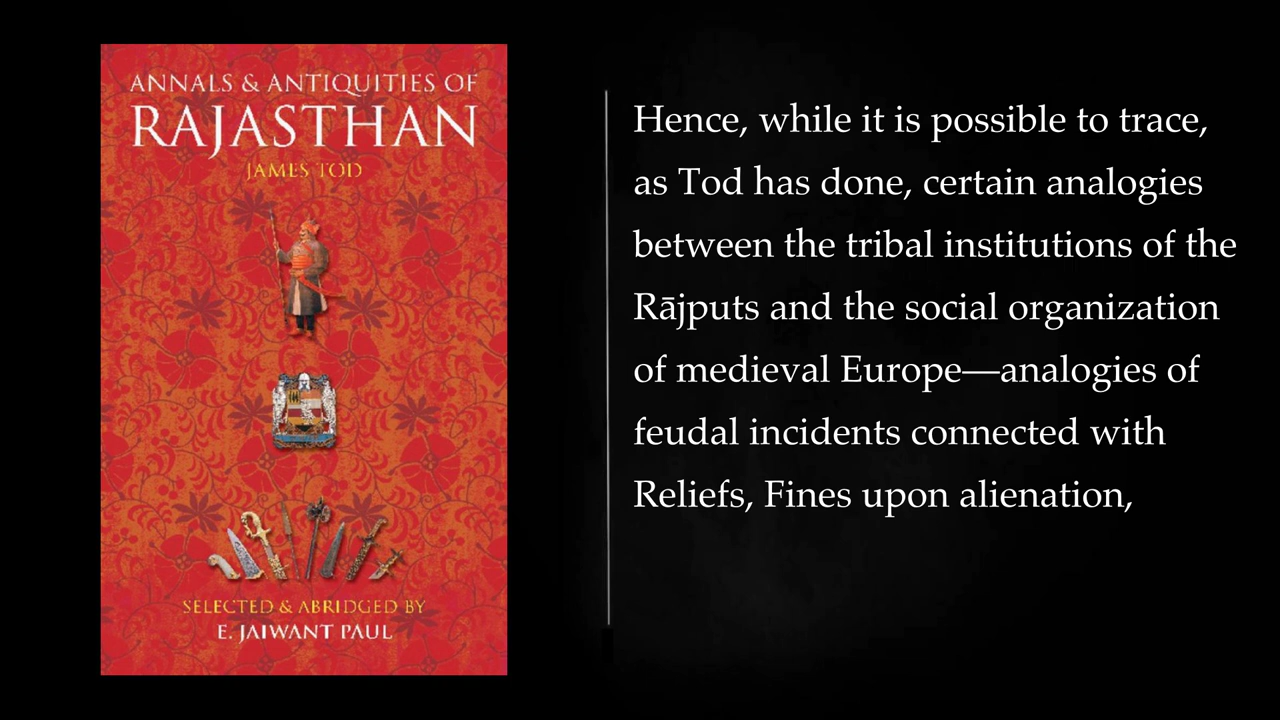 ANNALS & ANTIQUITIES OF
RAJASTHAN
JAMES TOD
SELECTED & ABRIDGED BY
E. JAIWANT PAUL
Hence, while it is possible to trace,
as Tod has done, certain analogies
between the tribal institutions of the
Rājputs and the social organization
of medieval Europe—analogies of
feudal incidents connected with
Reliefs, Fines upon alienation,